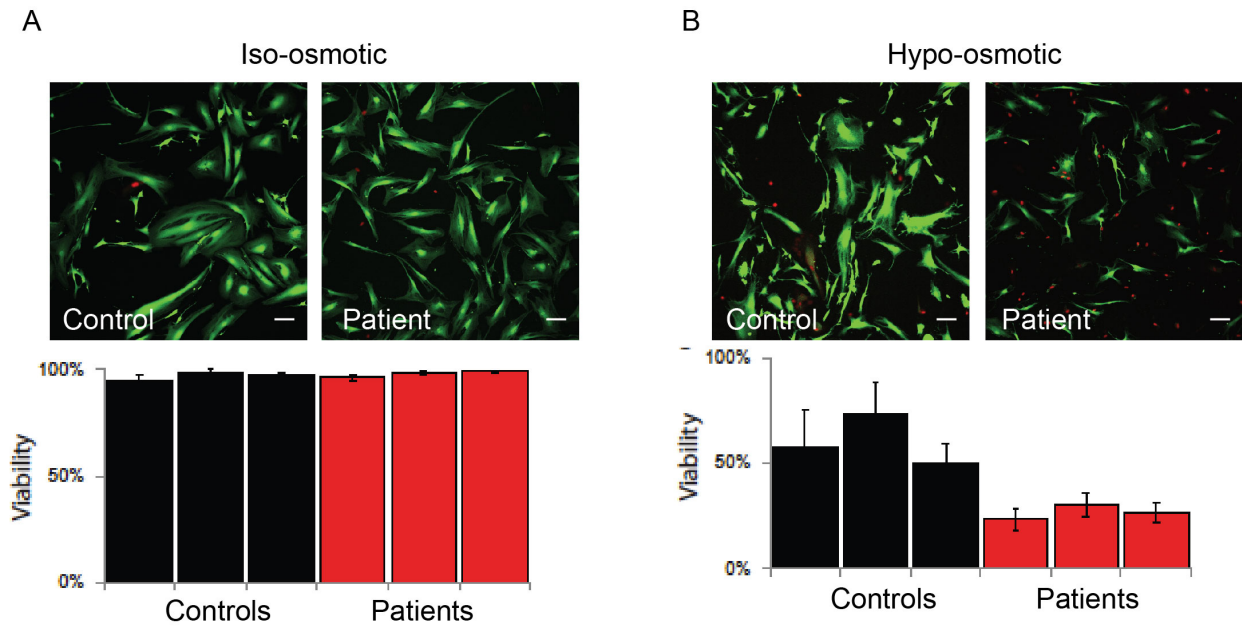 A
Iso-osmotic
Control
Patient
100%
50%
0%
Viability
Controls
Patients
B
Hypo-osmotic
Control
Patient
100%
50%
0%
Viability
Controls
Patients